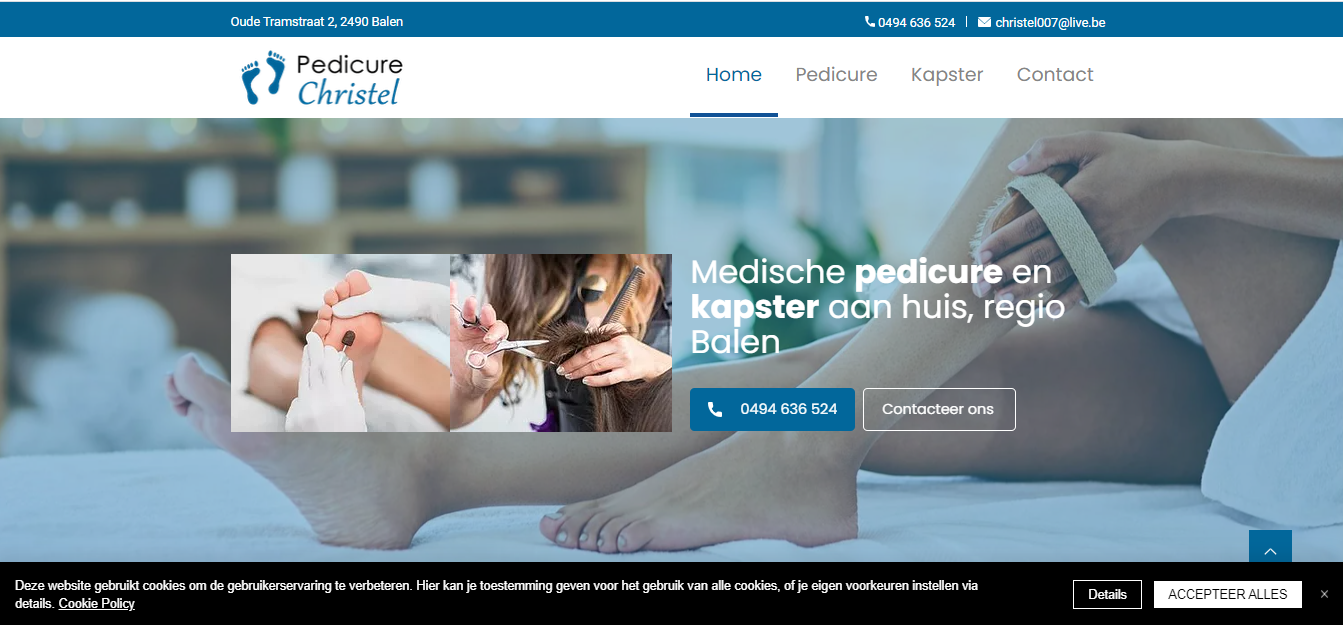 Oude Tramstraat 2, 2490 Balen
0494 636 524 | christel007@live.be
Pedicure
Christel
Home Pedicure Kapster Contact
Medische pedicure en
kapster aan huis, regio
Balen
0494 636 524 Contacteer ons
Deze website gebruikt cookies om de gebruikerservaring te verbeteren. Hier kan je toestemming geven voor het gebruik van alle cookies, of je eigen voorkeuren instellen via
details. Cookie Policy
Details ACCEPTEER ALLES ×